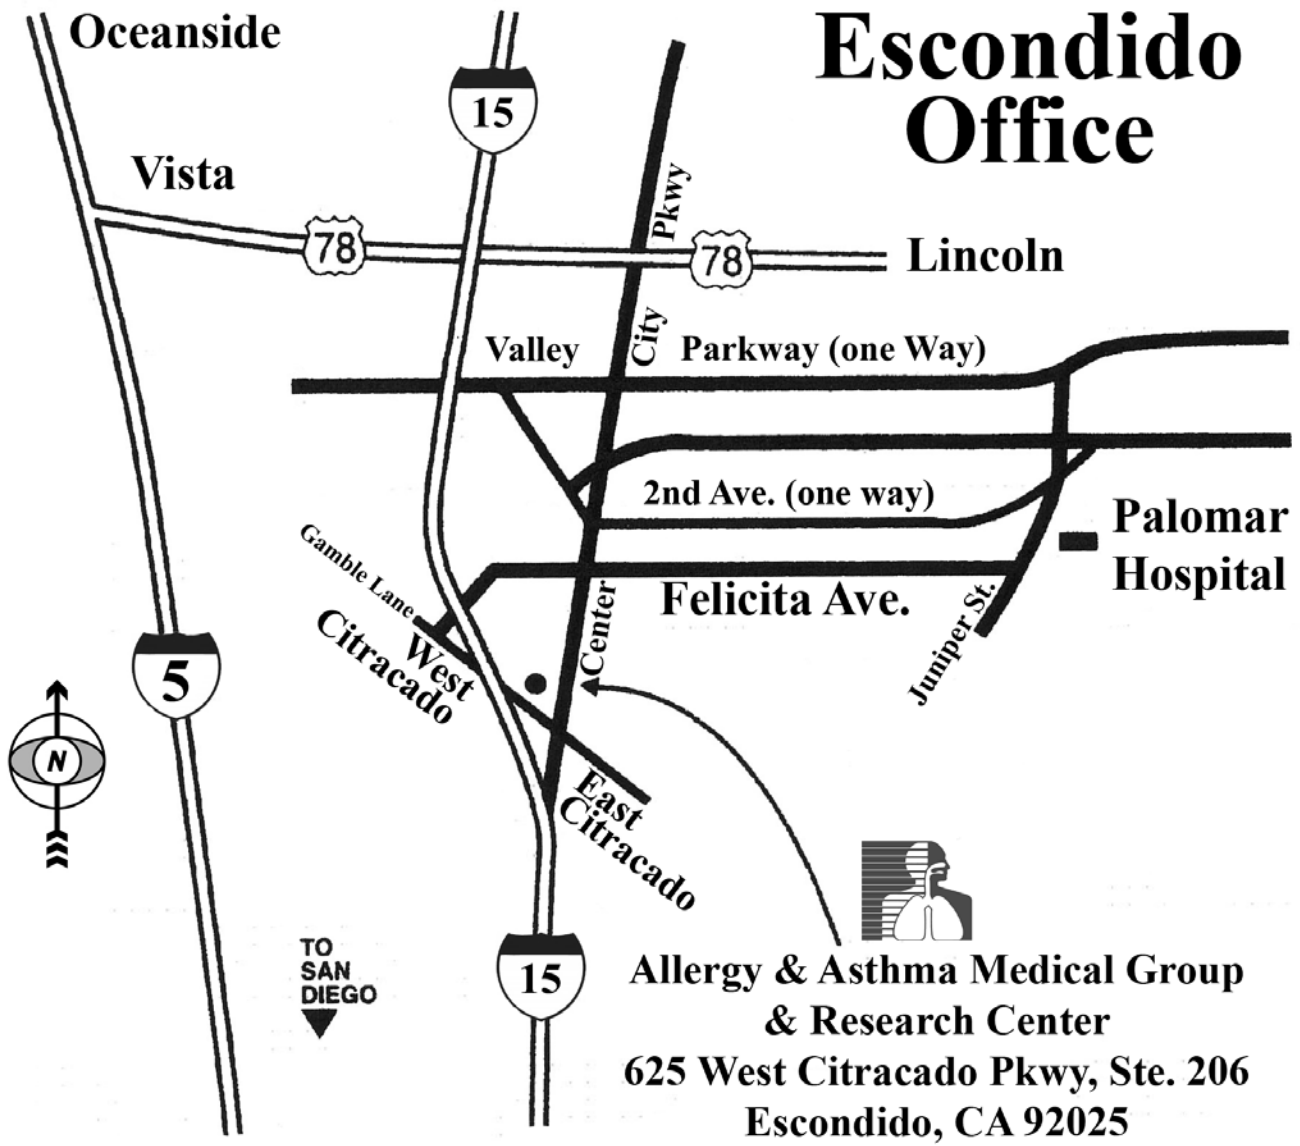 Oceanside
Escondido
Office
15
Vista
Pkwy
78
78
Lincoln
City
Valley
Parkway (one Way)
2nd Ave. (one way)
Palomar
Hospital
Gamble Lane
Felicita Ave.
Center
Juniper St.
West
Citracado
5
N
East
Citracado
TO
SAN
DIEGO
15
Allergy & Asthma Medical Group
& Research Center
625 West Citracado Pkwy, Ste. 206
Escondido, CA 92025